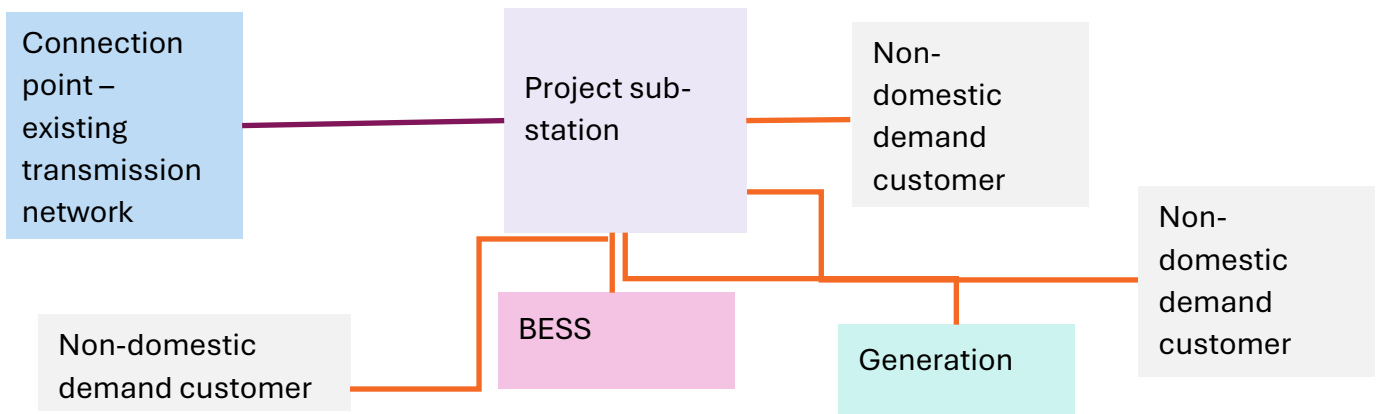 Connection
point –
existing
transmission
network
Project sub-
station
Non-
domestic
demand
customer
Non-
domestic
demand
customer
BESS
Generation
Non-domestic
demand customer